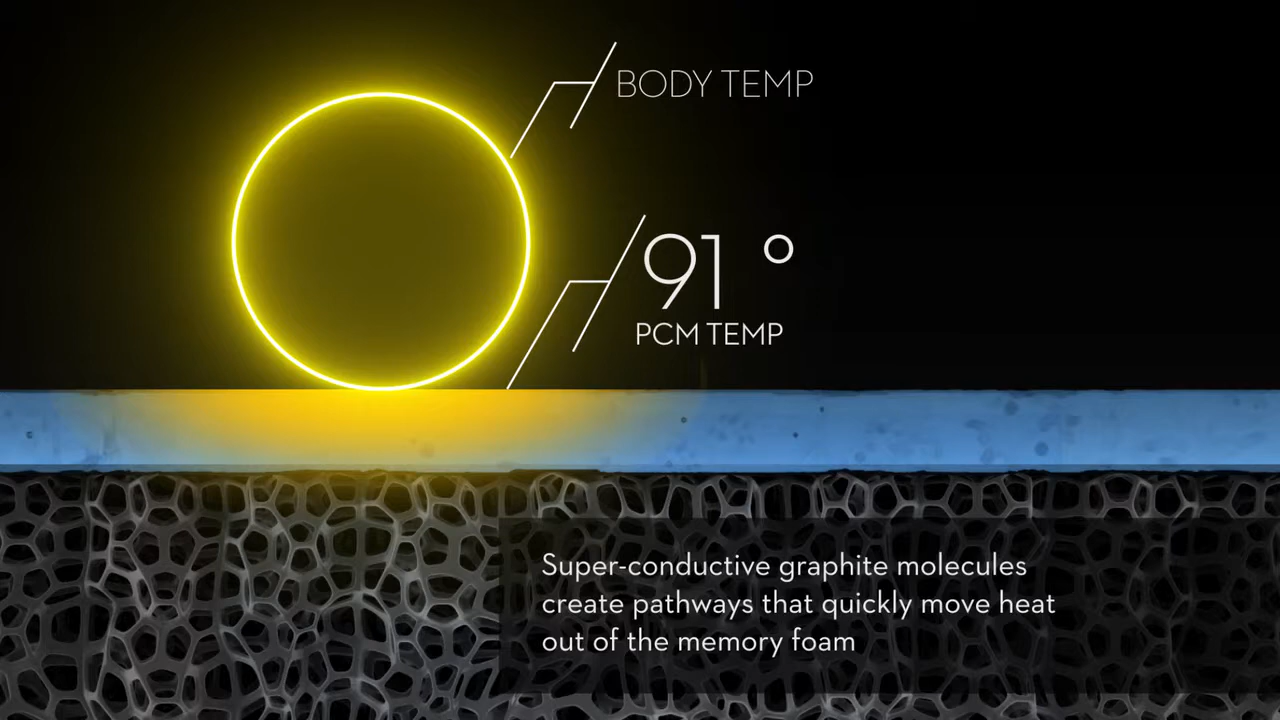 BODY TEMP
91 °
PCM TEMP
Super-conductive graphite molecules
create pathways that quickly move heat
out of the memory foam